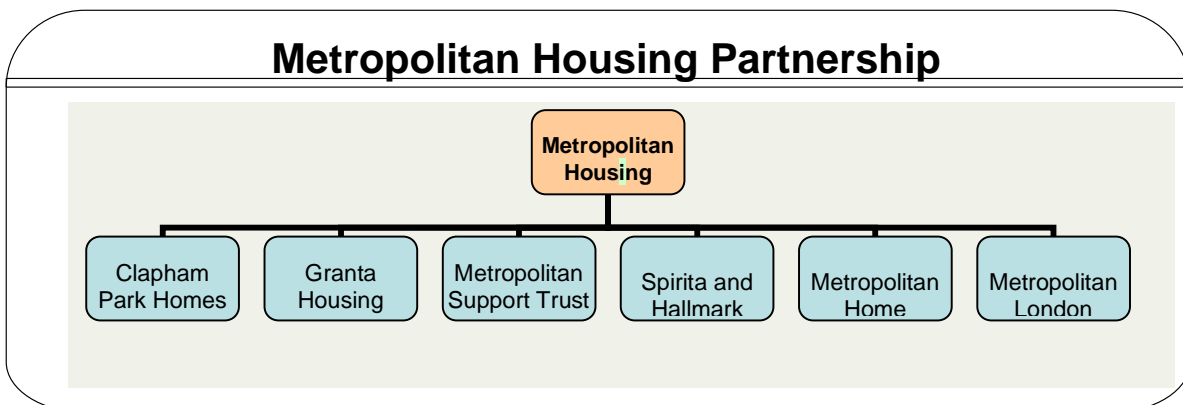 Metropolitan Housing Partnership
Metropolitan
Housing
Clapham
Park Homes
Granta
Housing
Metropolitan
Support Trust
Spirita and
Hallmark
Metropolitan
Home
Metropolitan
London